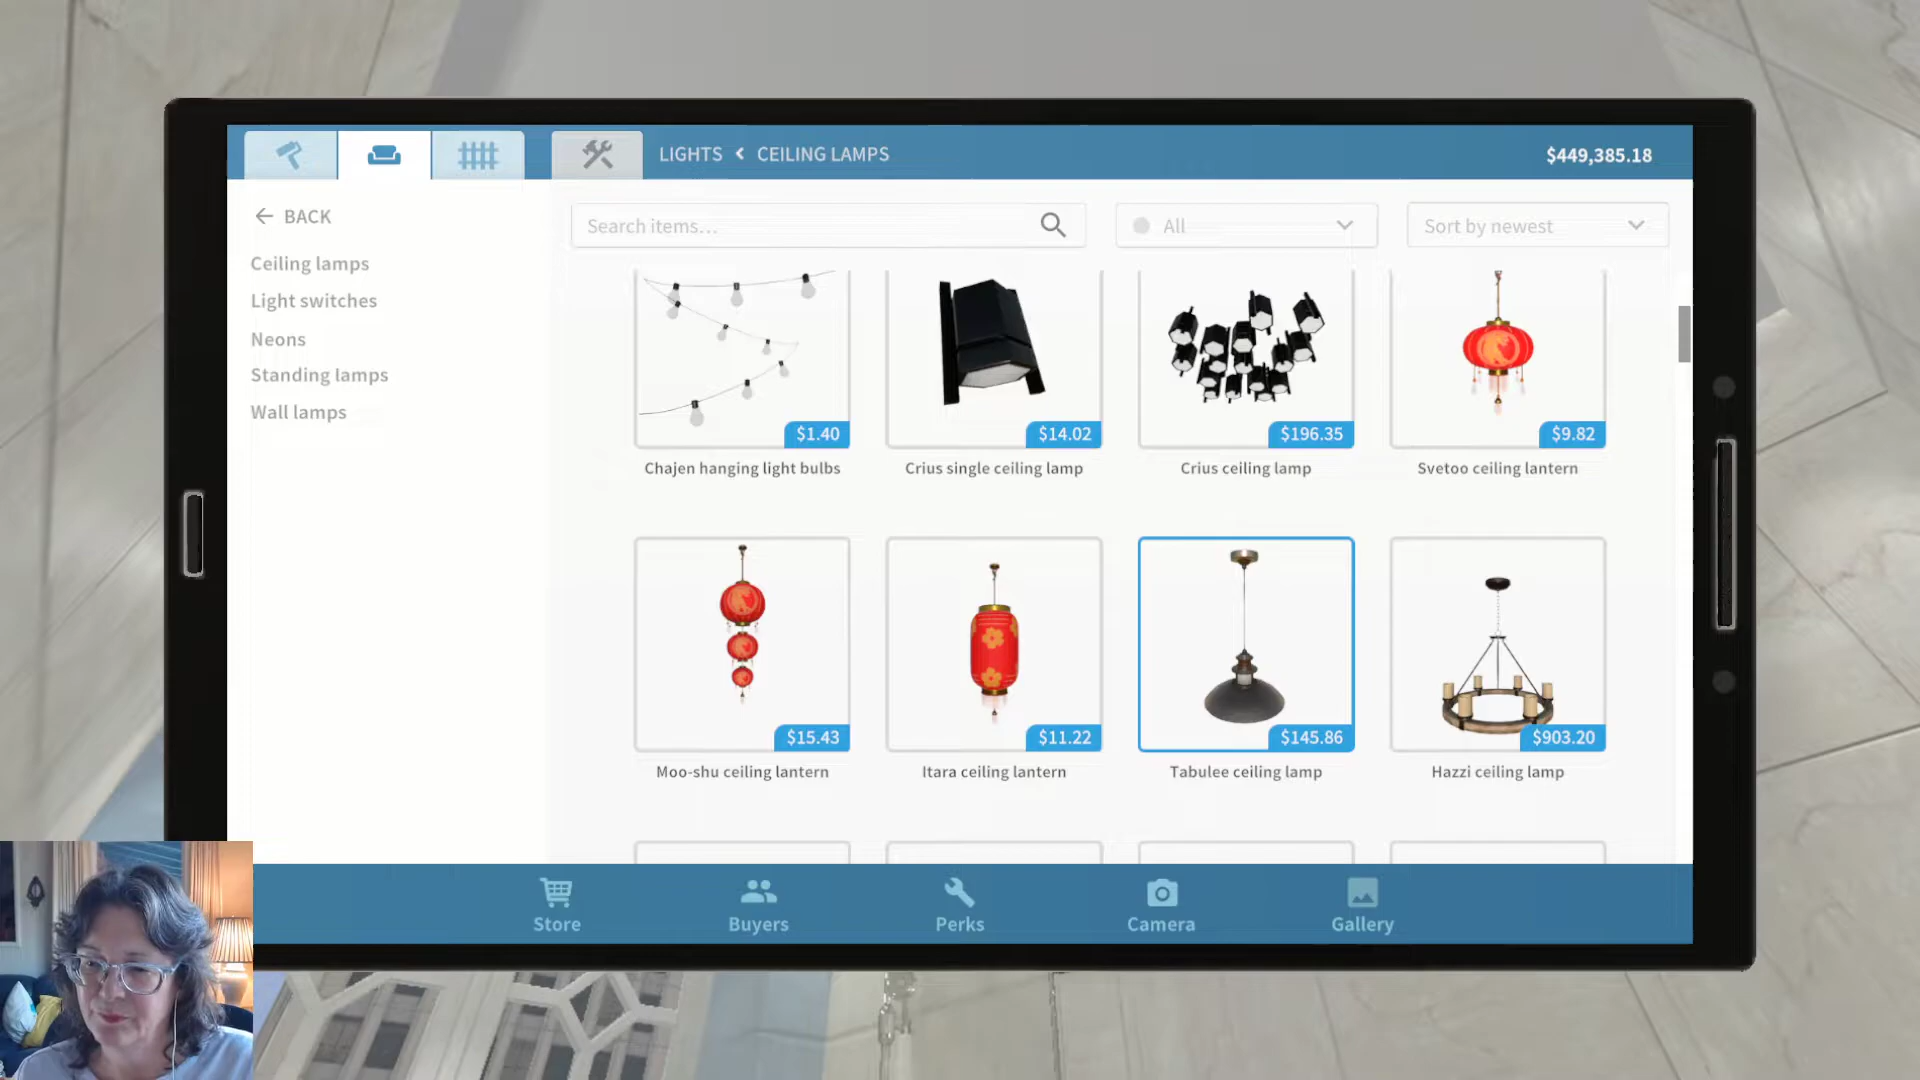 LIGHTS < CEILING LAMPS
$449,385.18
BACK
Search items...
All
Sort by newest
Ceiling lamps
Light switches
Neons
Standing lamps
Wall lamps
$1.40
$14.02
$196.35
$9.82
Chajen hanging light bulbs
Crius single ceiling lamp
Crius ceiling lamp
Svetoo ceiling lantern
$15.43
$11.22
$145.86
$903.20
Moo-shu ceiling lantern
Itara ceiling lantern
Tabulee ceiling lamp
Hazzi ceiling lamp
Store
Buyers
Perks
Camera
Gallery